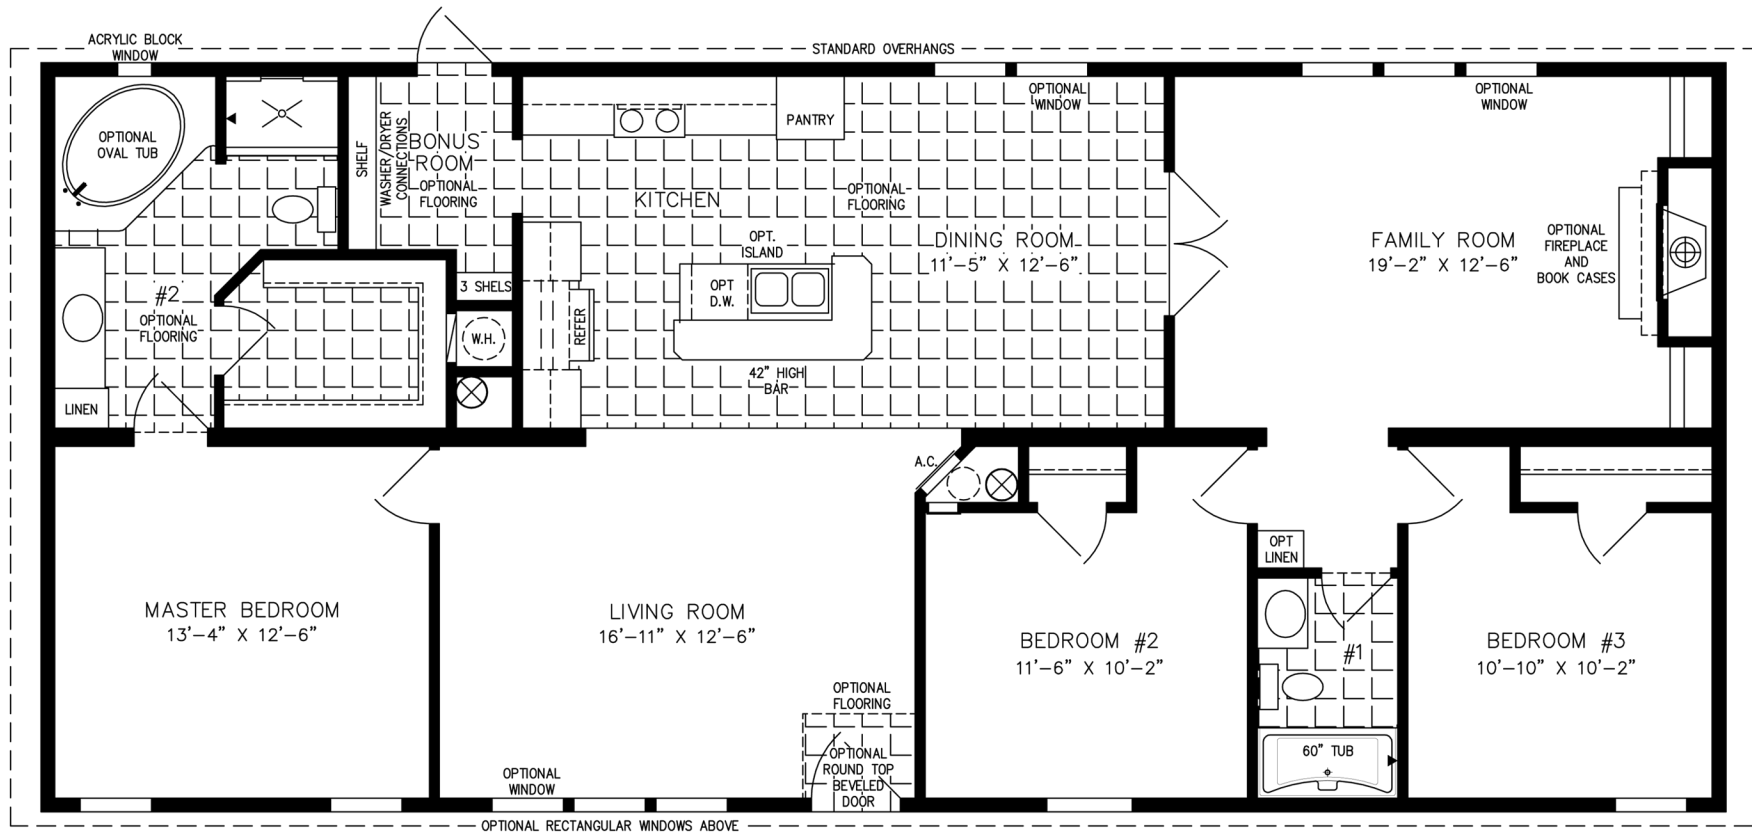 ACRYLIC BLOCK
WINDOW
STANDARD OVERHANGS
OPTIONAL
OVAL TUB
SHELF
WASHER/DRYER
CONNECTIONS
BONUS
ROOM
OPTIONAL
FLOORING
PANTRY
KITCHEN
OPTIONAL
FLOORING
OPTIONAL
WINDOW
OPTIONAL
WINDOW
OPT.
ISLAND
DINING ROOM
11'-5" X 12'-6"
FAMILY ROOM
19'-2" X 12'-6"
OPTIONAL
FIREPLACE
AND
BOOK CASES
#2
OPTIONAL
FLOORING
3 SHELS
OPT
D.W.
W.H.
REFER
42" HIGH
BAR
LINEN
A.C.
OPT
LINEN
MASTER BEDROOM
13'-4" X 12'-6"
LIVING ROOM
16'-11" X 12'-6"
BEDROOM #2
11'-6" X 10'-2"
#1
BEDROOM #3
10'-10" X 10'-2"
OPTIONAL
FLOORING
OPTIONAL
ROUND TOP
BEVELED
DOOR
60" TUB
OPTIONAL
WINDOW
OPTIONAL RECTANGULAR WINDOWS ABOVE